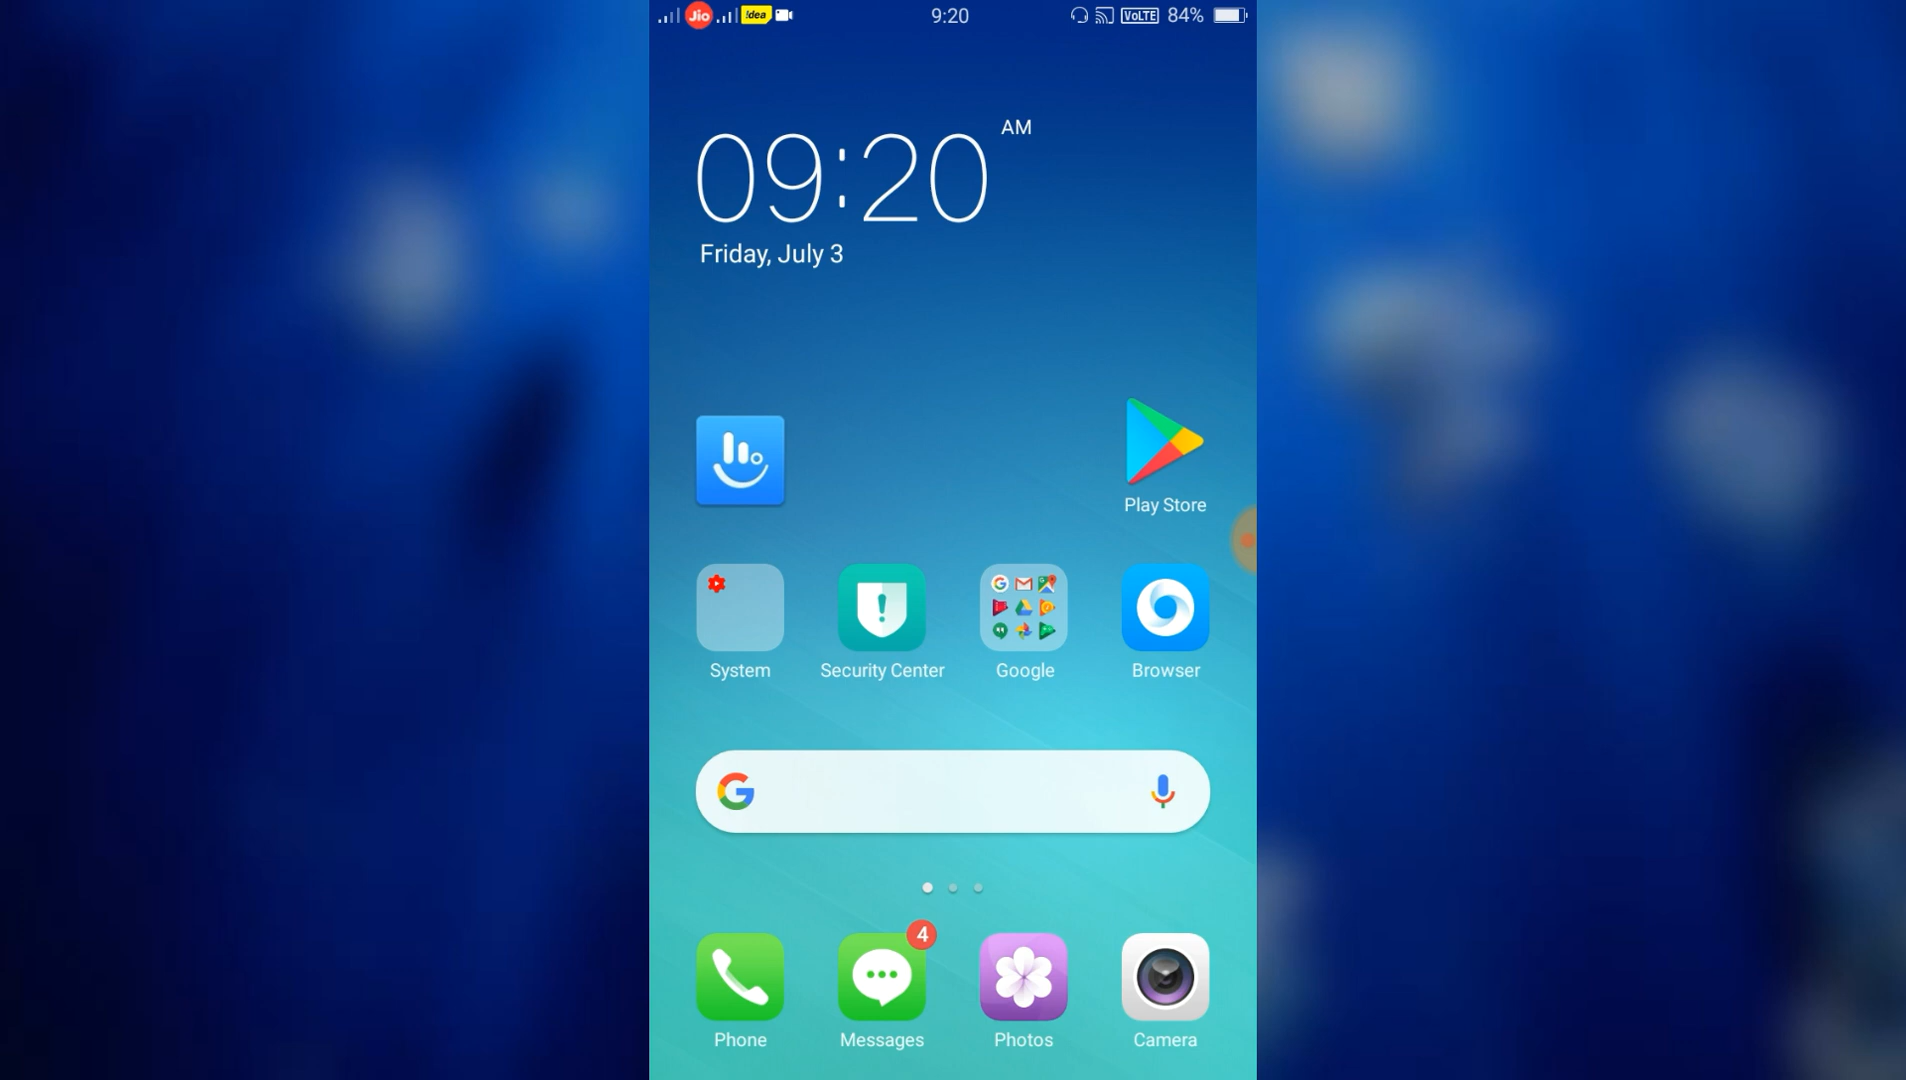 Jio !dea 9:20 VoLTE 84%
09:20 AM
Friday, July 3
Play Store
System Security Center Google Browser
4
Phone Messages Photos Camera